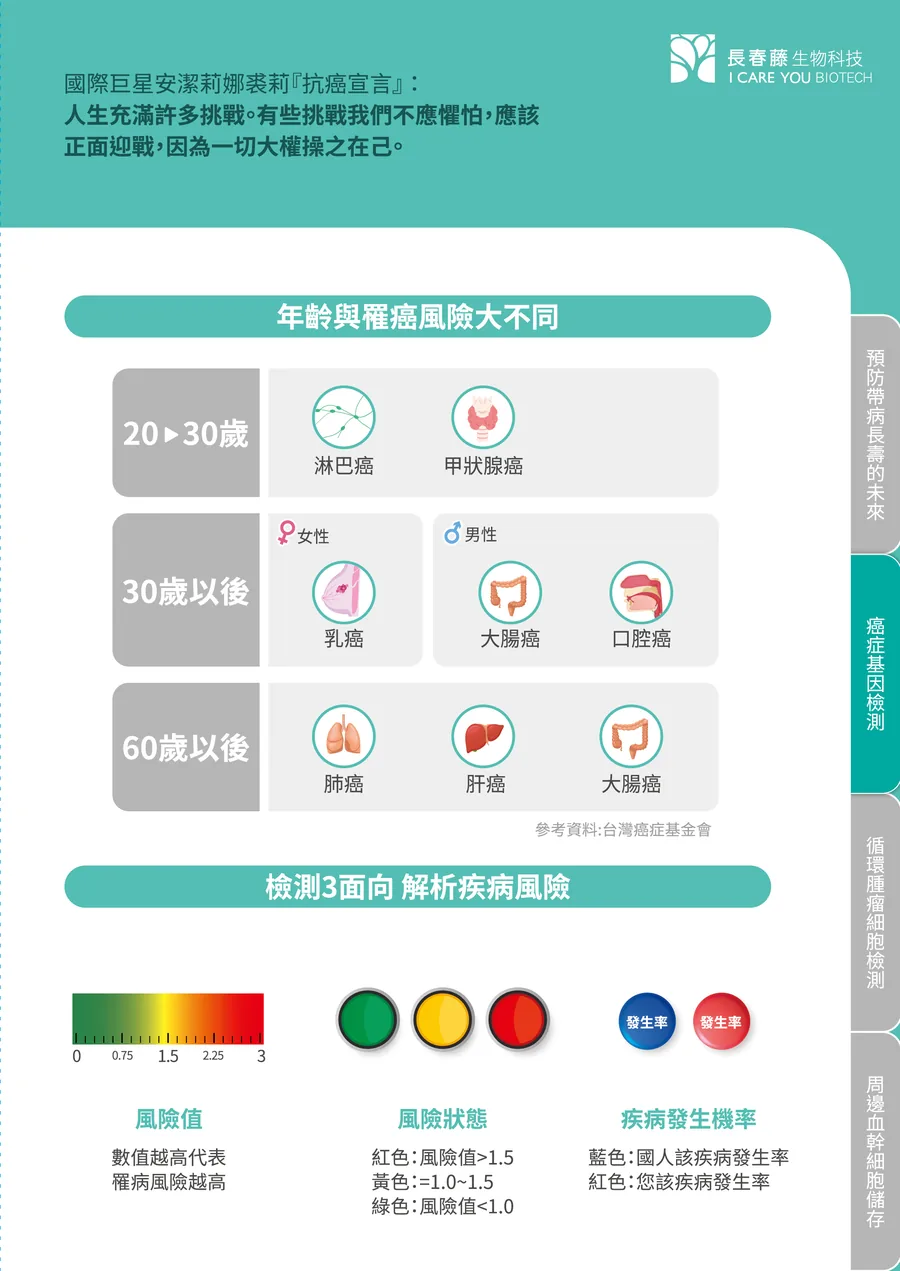 長春藤 生物科技
I CARE YOU BIOTECH
國際巨星安潔莉娜裘莉『抗癌宣言』：
人生充滿許多挑戰。有些挑戰我們不應懼怕，應該
正面迎戰，因為一切大權操之在己。
年齡與罹癌風險大不同
20▶30歲
淋巴癌
甲狀腺癌
30歲以後
女性
乳癌
男性
大腸癌
口腔癌
60歲以後
肺癌
肝癌
大腸癌
參考資料:台灣癌症基金會
檢測3面向 解析疾病風險
0 0.75 1.5 2.25 3
發生率
發生率
風險值
數值越高代表
罹病風險越高
風險狀態
紅色：風險值>1.5
黃色：=1.0~1.5
綠色：風險值<1.0
疾病發生機率
藍色：國人該疾病發生率
紅色：您該疾病發生率
預防帶病長壽的未來
癌症基因檢測
循環腫瘤細胞檢測
周邊血幹細胞儲存